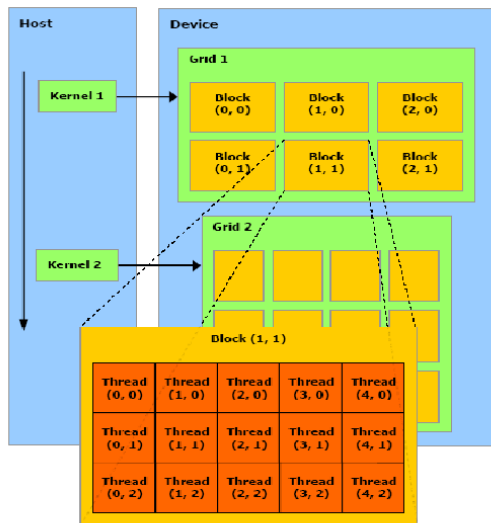 Host
Device
Grid 1
Kernel 1
Block (0, 0)
Block (1, 0)
Block (2, 0)
Block (0, 1)
Block (1, 1)
Block (2, 1)
Grid 2
Kernel 2
Block (1, 1)
Thread (0, 0)
Thread (1, 0)
Thread (2, 0)
Thread (3, 0)
Thread (4, 0)
Thread (0, 1)
Thread (1, 1)
Thread (2, 1)
Thread (3, 1)
Thread (4, 1)
Thread (0, 2)
Thread (1, 2)
Thread (2, 2)
Thread (3, 2)
Thread (4, 2)